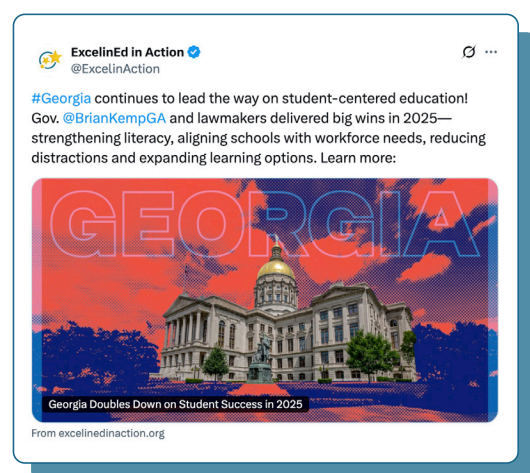 ExcelinEd in Action
@ExcelinAction
#Georgia continues to lead the way on student-centered education!
Gov. @BrianKempGA and lawmakers delivered big wins in 2025—
strengthening literacy, aligning schools with workforce needs, reducing
distractions and expanding learning options. Learn more:
GEORGIA
Georgia Doubles Down on Student Success in 2025
From excelinedinaction.org